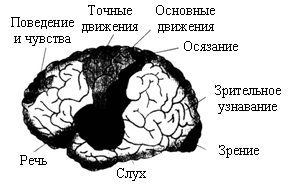 Поведение
и чувства
Точные
движения
Основные
движения
Осязание
Зрительное
узнавание
Зрение
Слух
Речь